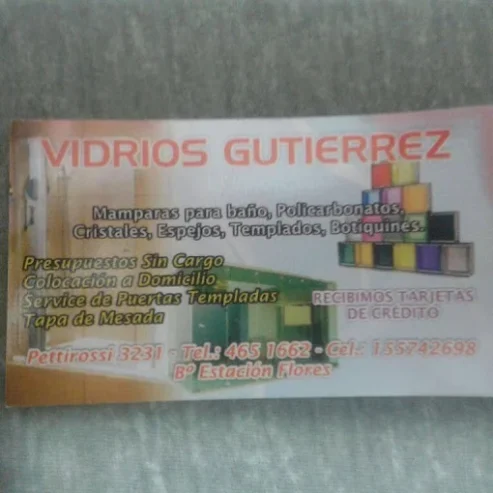 VIDRIOS GUTIERREZ
Mamparas para baño, Policarbonatos,
Cristales, Espejos, Templados, Botiquines.
Presupuestos Sin Cargo
Colocación a Domicilio
Service de Puertas Templadas
Tapa de Mesada
RECIBIMOS TARJETAS
DE CRÉDITO
Pettirossi 3231 - Tel.: 465 1662 - Cel.: 155742698
Bº Estación Flores